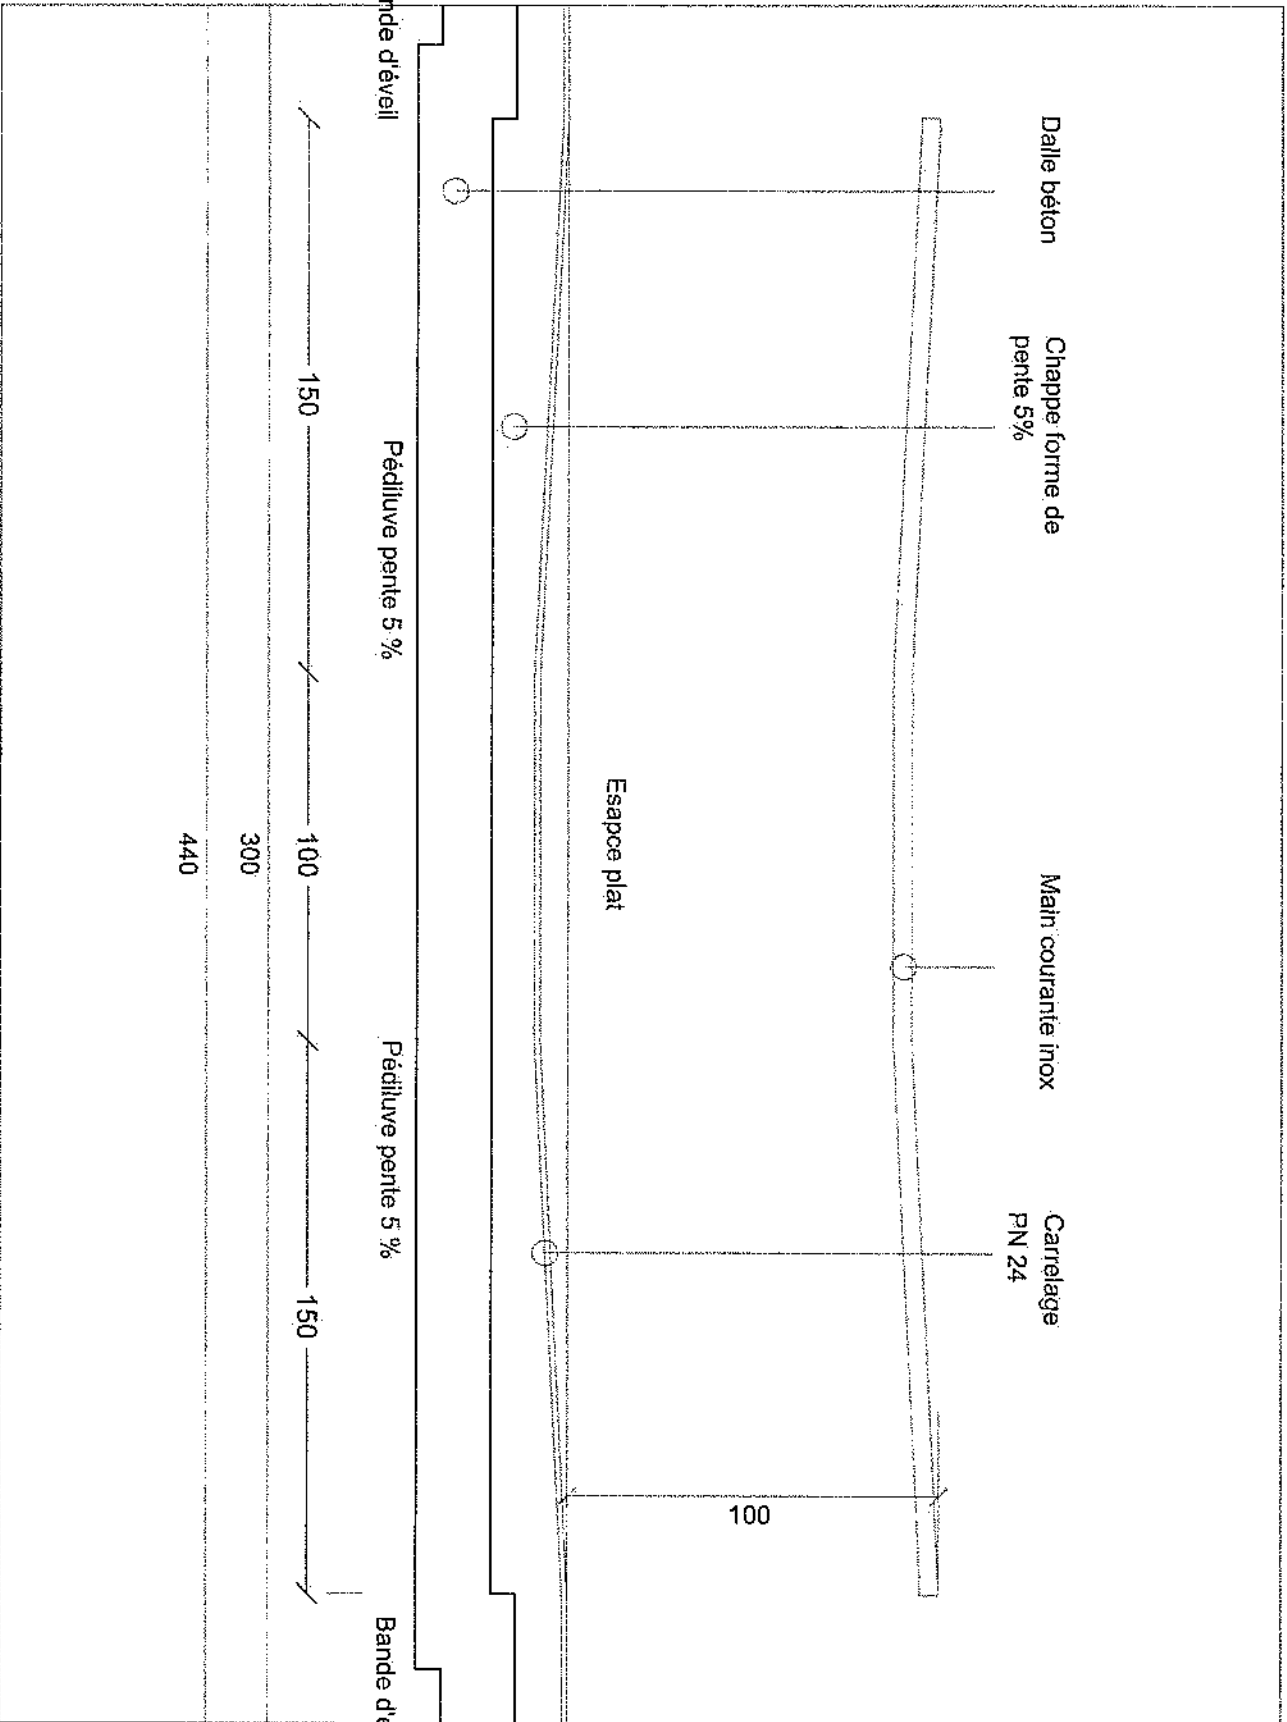 Dalle béton
Chappe forme de
pente 5%
Main courante inox
Carrelage
PN 24
Esapce plat
100
nde d'éveil
Pédiluve pente 5 %
Pédiluve pente 5 %
Bande d'é
150
100
150
300
440